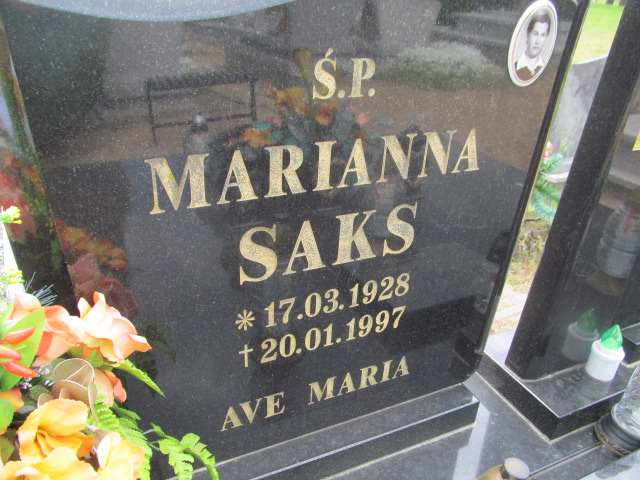 Ś.P.
MARIANNA
SAKS
* 17.03.1928
† 20.01.1997
AVE MARIA